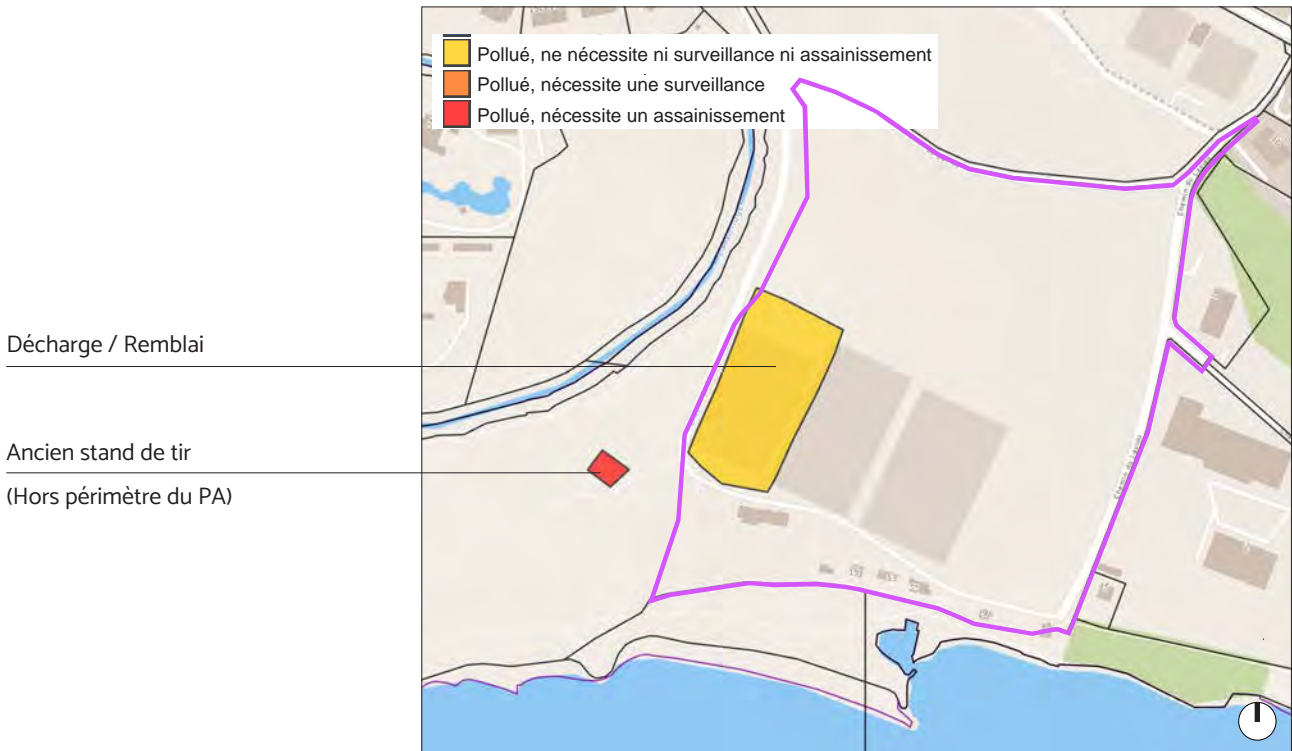 Pollué, ne nécessite ni surveillance ni assainissement
Pollué, nécessite une surveillance
Pollué, nécessite un assainissement
Décharge / Remblai
Ancien stand de tir
(Hors périmètre du PA)